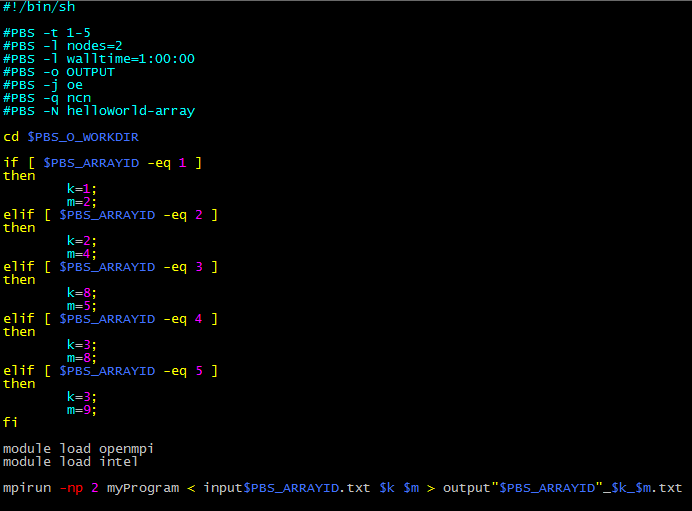 #!/bin/sh
#PBS -t 1-5
#PBS -l nodes=2
#PBS -l walltime=1:00:00
#PBS -o OUTPUT
#PBS -j oe
#PBS -q ncn
#PBS -N helloWorld-array
cd $PBS_O_WORKDIR
if [ $PBS_ARRAYID -eq 1 ]
then
k=1;
m=2;
elif [ $PBS_ARRAYID -eq 2 ]
then
k=2;
m=4;
elif [ $PBS_ARRAYID -eq 3 ]
then
k=8;
m=5;
elif [ $PBS_ARRAYID -eq 4 ]
then
k=3;
m=8;
elif [ $PBS_ARRAYID -eq 5 ]
then
k=3;
m=9;
fi
module load openmpi
module load intel
mpirun -np 2 myProgram < input$PBS_ARRAYID.txt $k $m > output"$PBS_ARRAYID"_$k_$m.txt